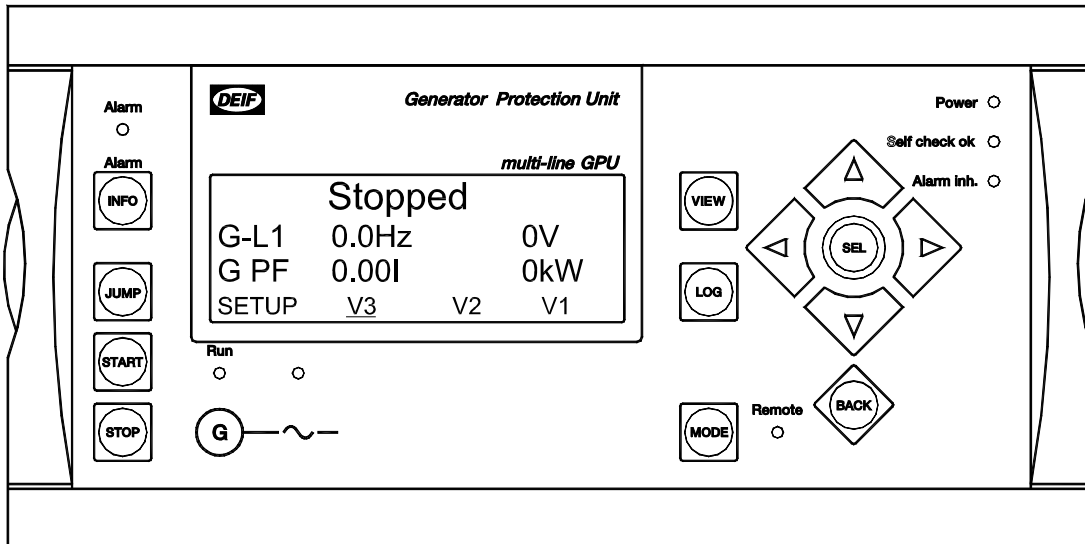 DEIF Generator Protection Unit
multi-line GPU
Stopped
G-L1 0.0Hz 0V
G PF 0.00I 0kW
SETUP V3 V2 V1
Alarm
Alarm
INFO
JUMP
START
STOP
Run
G
VIEW
LOG
MODE
Remote
SEL
BACK
Power
Self check ok
Alarm inh.